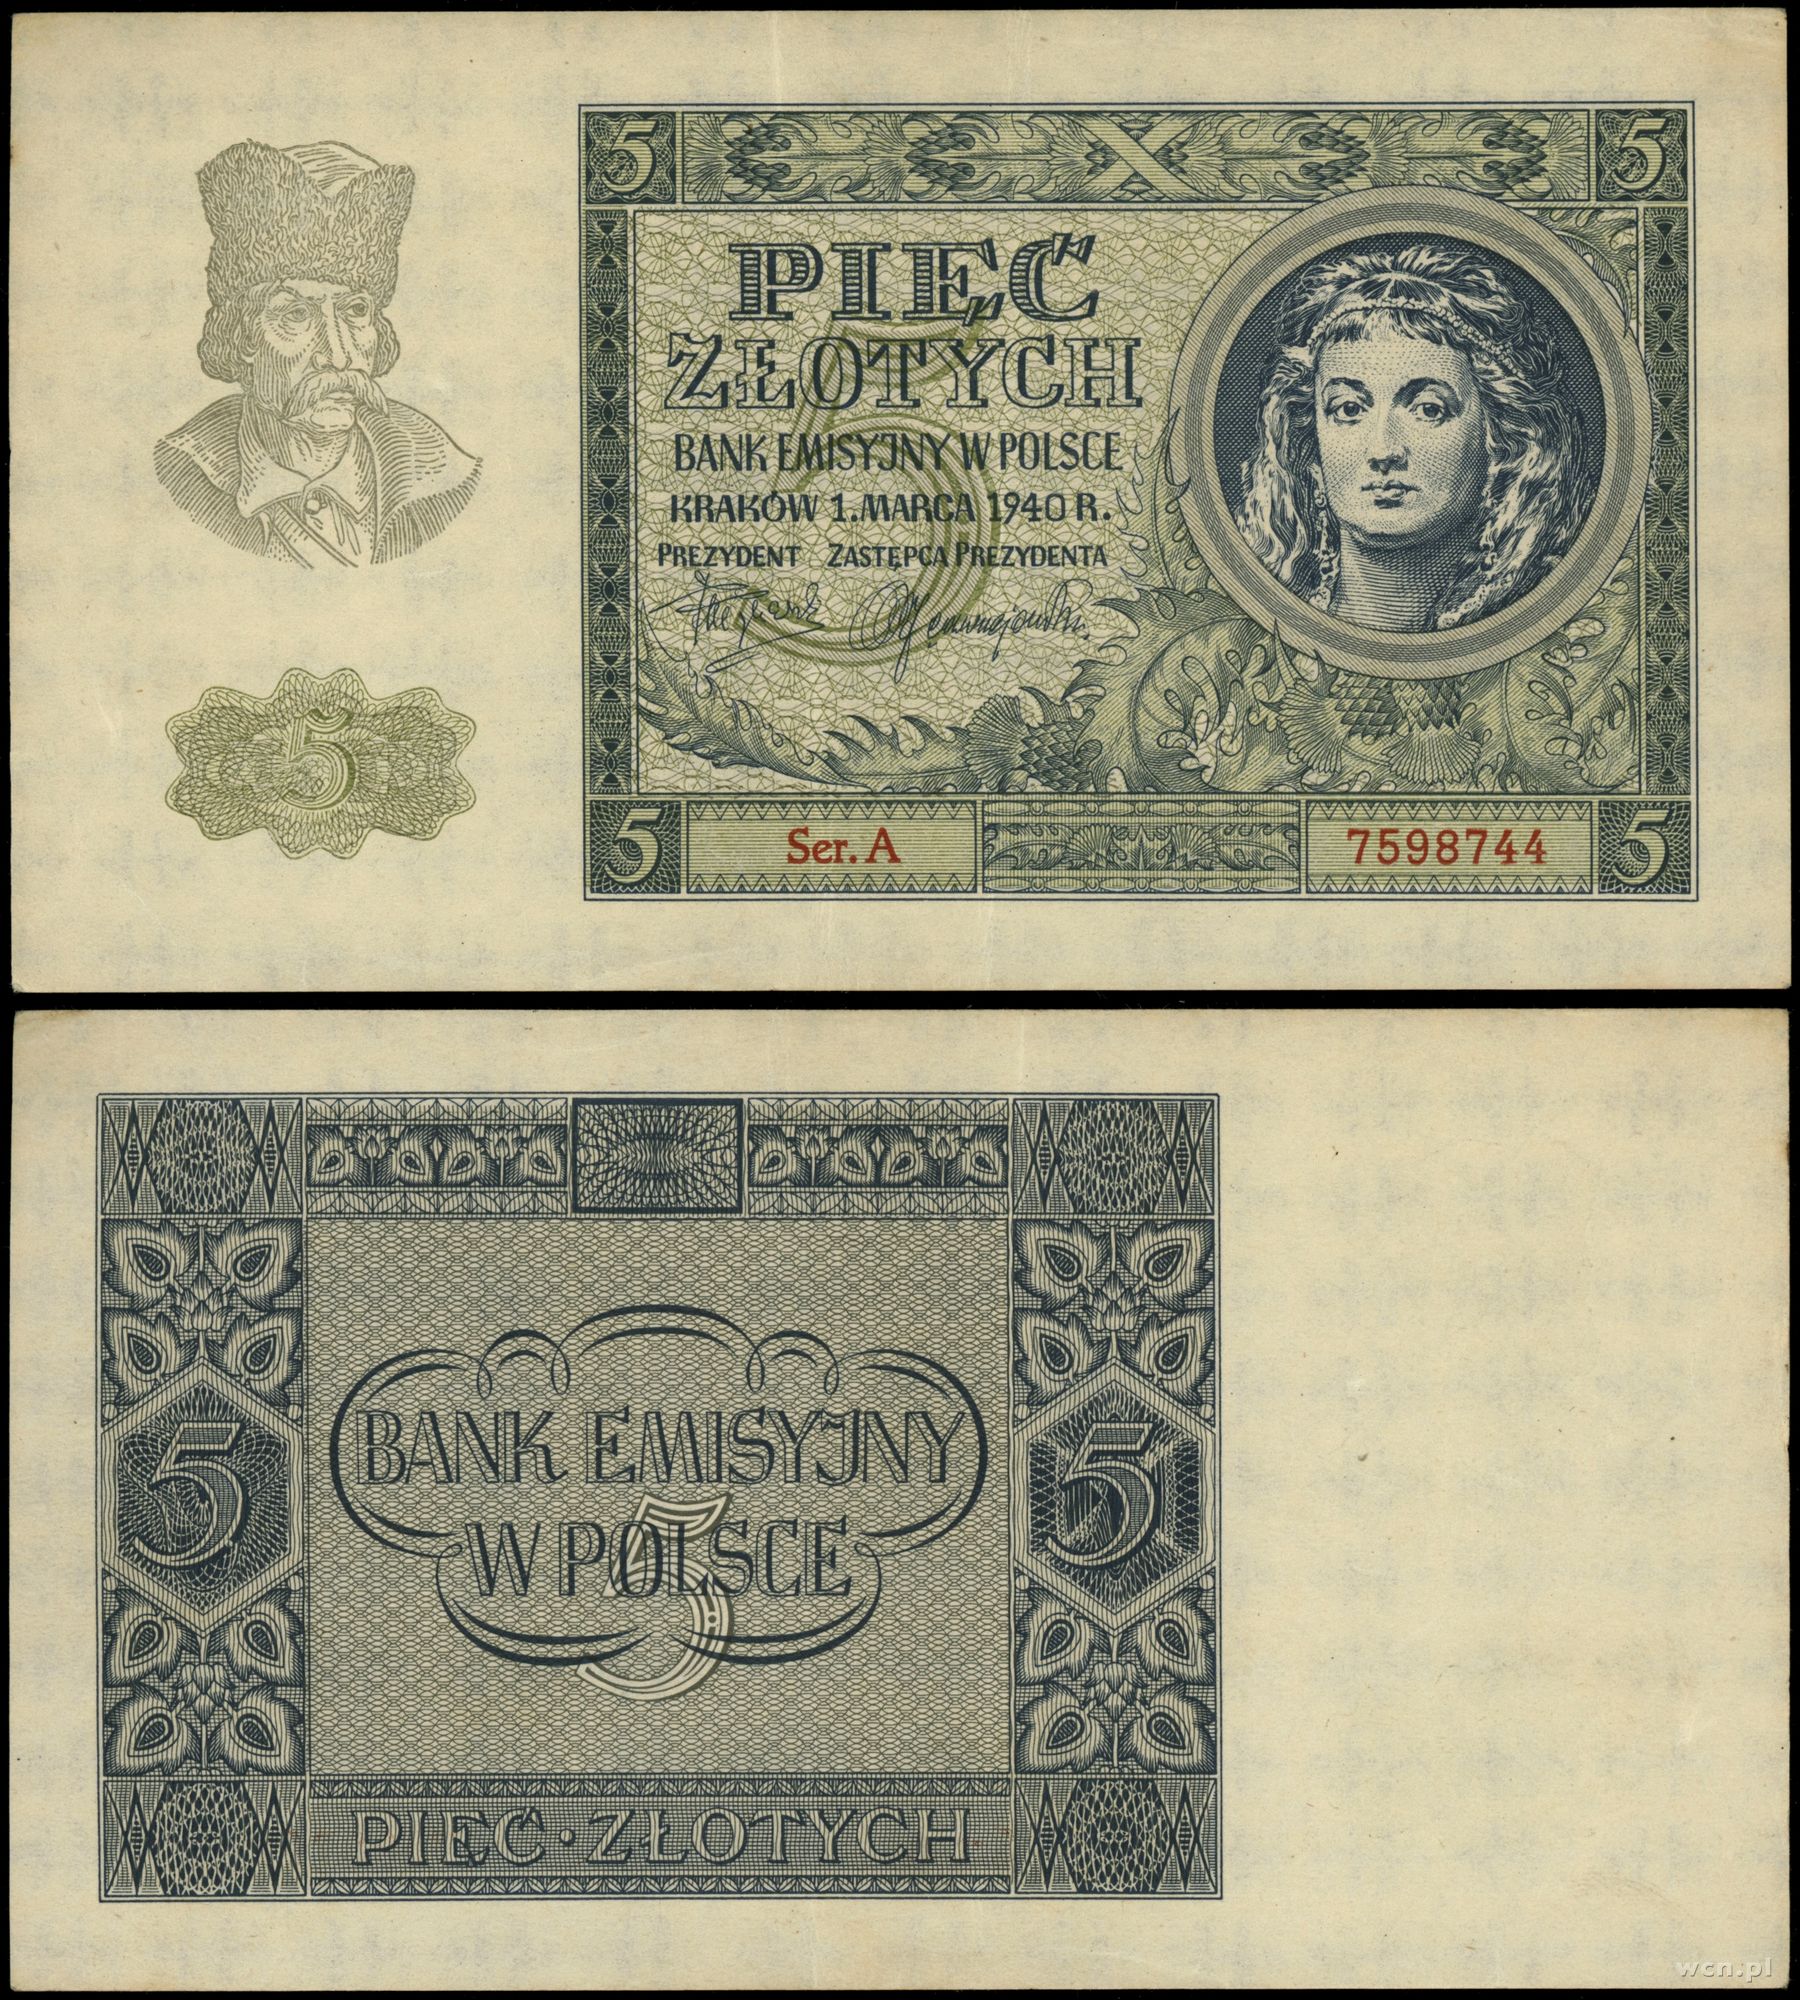 5 5
PIĘĆ
ZŁOTYCH
BANK EMISYJNY W POLSCE
KRAKÓW 1. MARCA 1940 R.
PREZYDENT ZASTĘPCA PREZYDENTA
5
5
5 Ser. A 7598744 5
BANK EMISYJNY
W POLSCE
5 5
5
PIĘĆ · ZŁOTYCH
wcn.pl